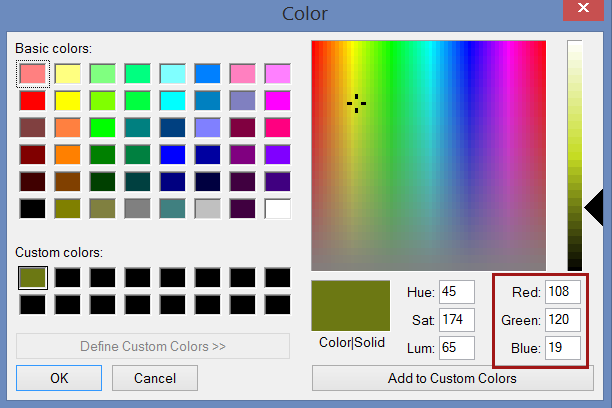 Color
x
Basic colors:
Custom colors:
Define Custom Colors >>
OK
Cancel
Color|Solid
Hue: 45
Sat: 174
Lum: 65
Red: 108
Green: 120
Blue: 19
Add to Custom Colors